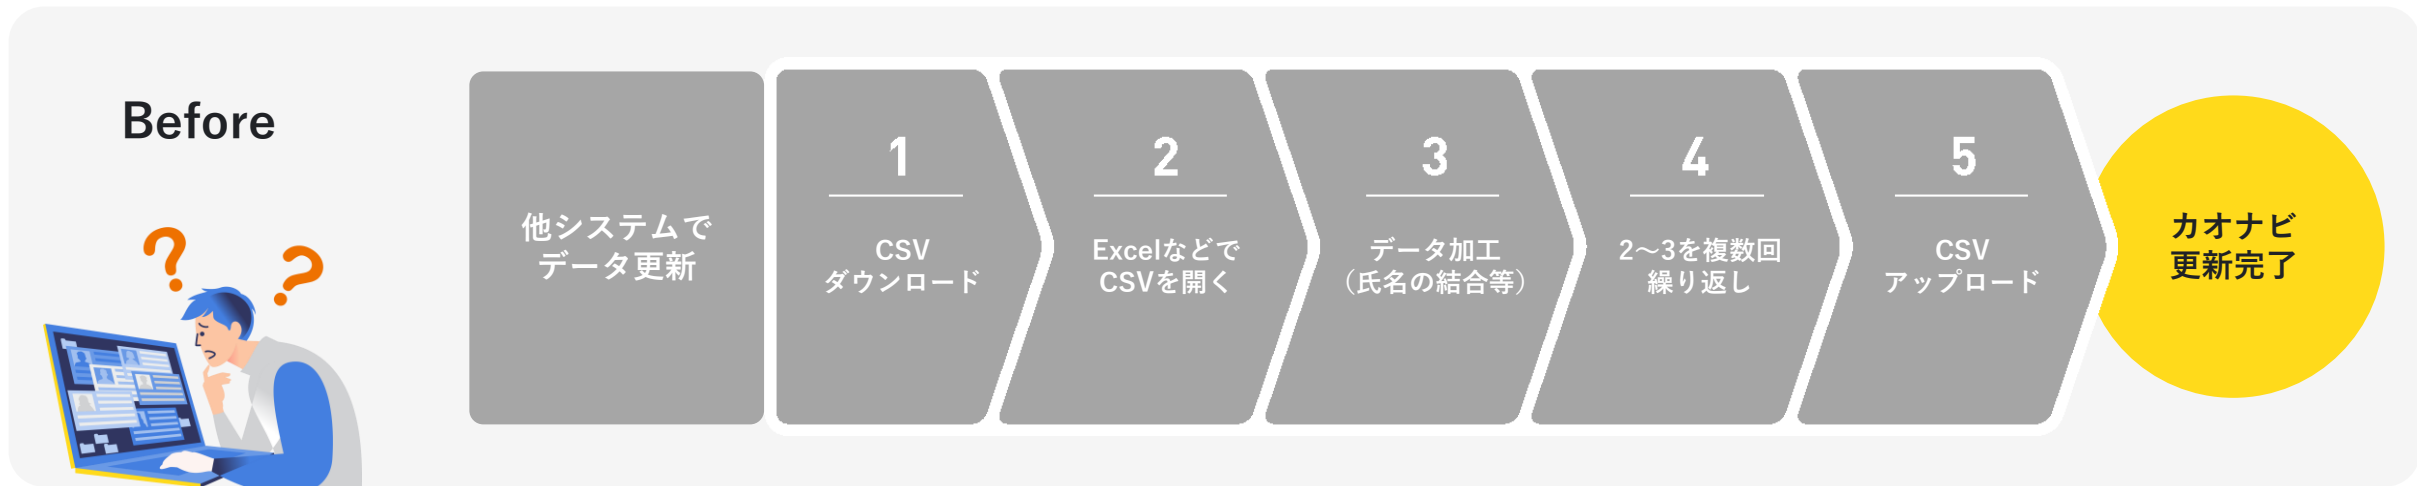 Before
他システムで
データ更新
1
CSV
ダウンロード
2
Excelなどで
CSVを開く
3
データ加工
（氏名の結合等）
4
2〜3を複数回
繰り返し
5
CSV
アップロード
カオナビ
更新完了